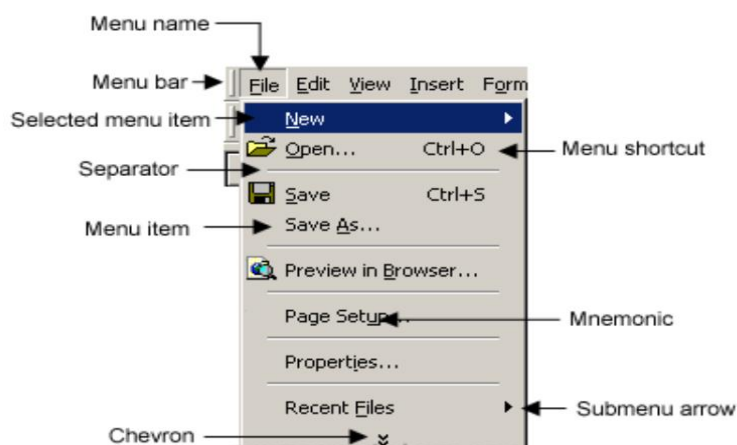 Menu name
Menu bar File Edit View Insert Form
Selected menu item New
Open... Ctrl+O Menu shortcut
Separator
Save Ctrl+S
Menu item Save As...
Preview in Browser...
Page Setup... Mnemonic
Properties...
Recent Files Submenu arrow
Chevron